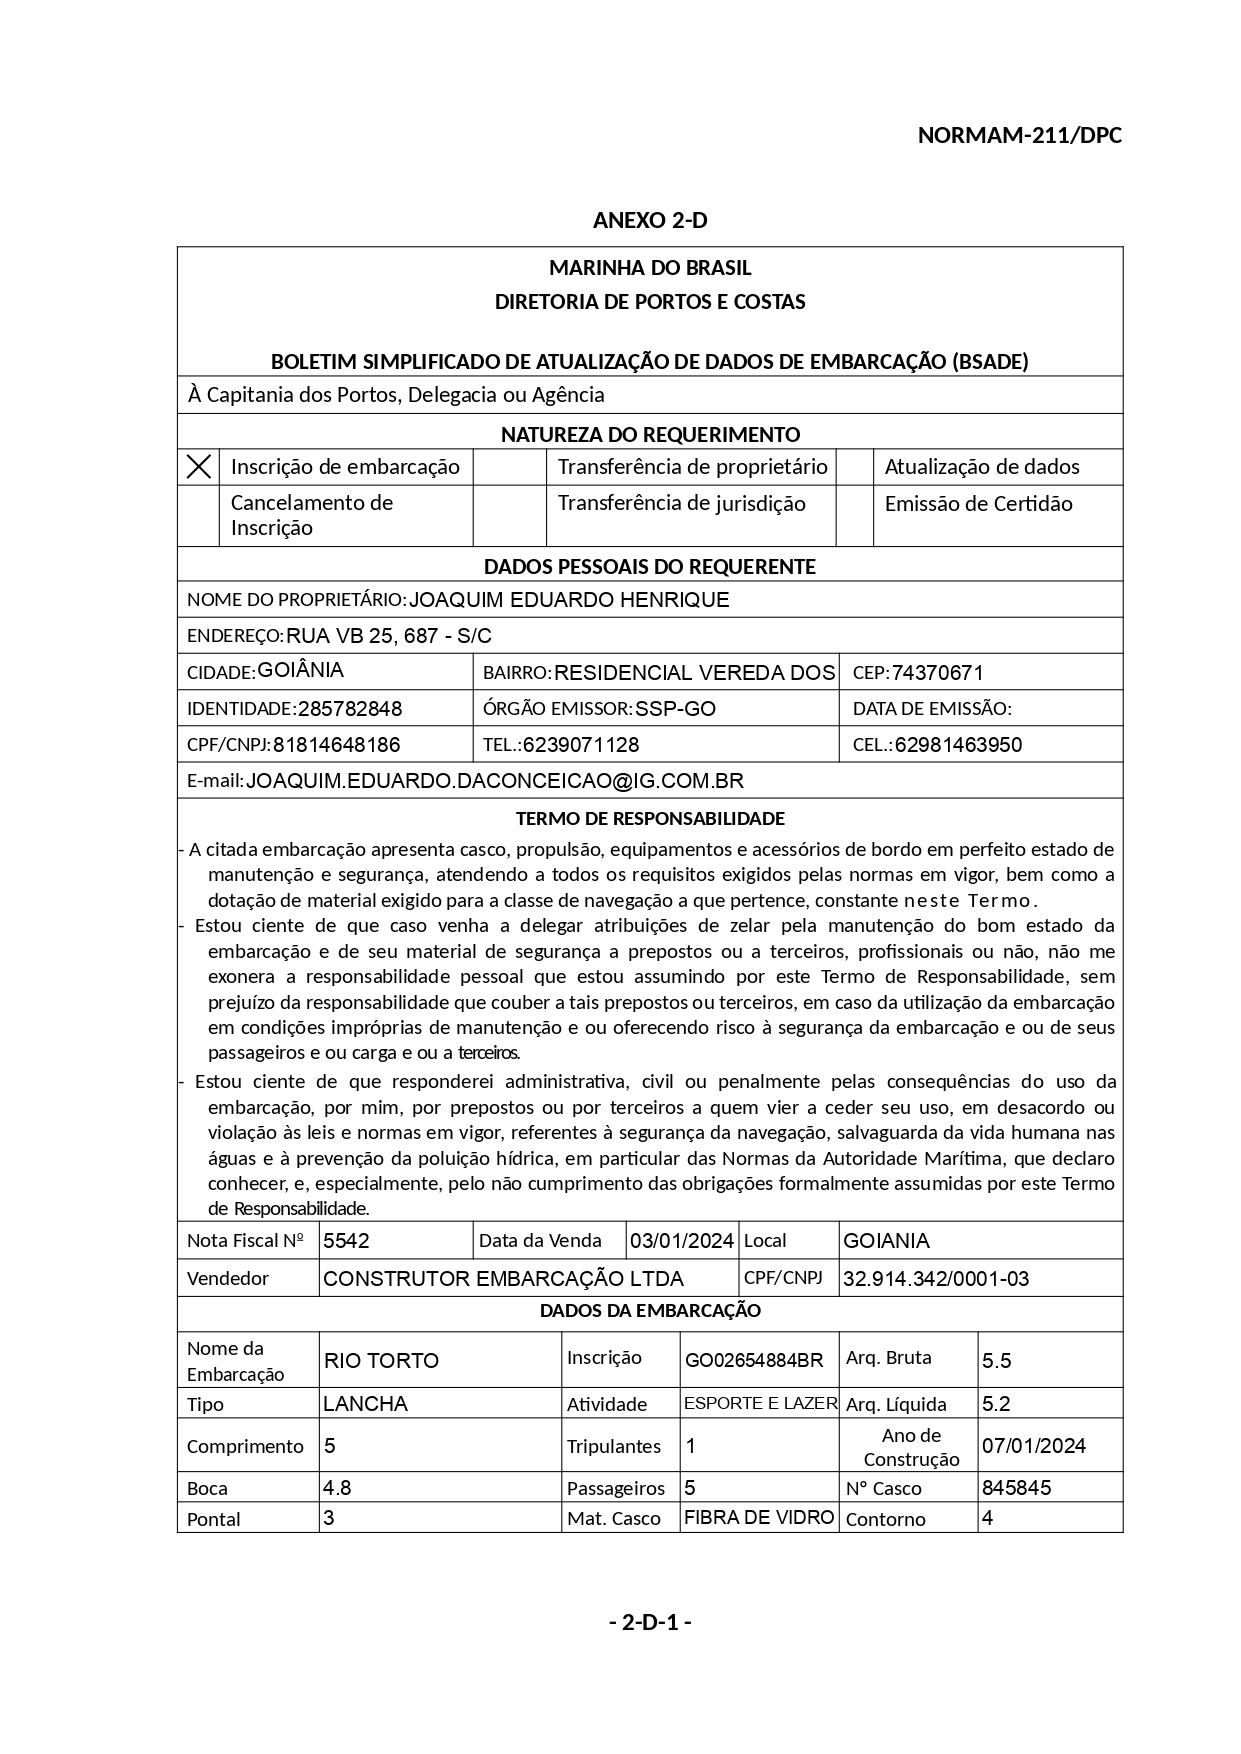 NORMAM-211/DPC
ANEXO 2-D
MARINHA DO BRASIL
DIRETORIA DE PORTOS E COSTAS
BOLETIM SIMPLIFICADO DE ATUALIZAÇÃO DE DADOS DE EMBARCAÇÃO (BSADE)
À Capitania dos Portos, Delegacia ou Agência
NATUREZA DO REQUERIMENTO
Inscrição de embarcação Transferência de proprietário Atualização de dados
Cancelamento de Transferência de jurisdição Emissão de Certidão
Inscrição
DADOS PESSOAIS DO REQUERENTE
NOME DO PROPRIETÁRIO: JOAQUIM EDUARDO HENRIQUE
ENDEREÇO: RUA VB 25, 687 - S/C
CIDADE: GOIÂNIA BAIRRO: RESIDENCIAL VEREDA DOS CEP: 74370671
IDENTIDADE: 285782848 ÓRGÃO EMISSOR: SSP-GO DATA DE EMISSÃO:
CPF/CNPJ: 81814648186 TEL.: 6239071128 CEL.: 62981463950
E-mail: JOAQUIM.EDUARDO.DACONCEICAO@IG.COM.BR
TERMO DE RESPONSABILIDADE
- A citada embarcação apresenta casco, propulsão, equipamentos e acessórios de bordo em perfeito estado de
manutenção e segurança, atendendo a todos os requisitos exigidos pelas normas em vigor, bem como a
dotação de material exigido para a classe de navegação a que pertence, constante neste Termo.
- Estou ciente de que caso venha a delegar atribuições de zelar pela manutenção do bom estado da
embarcação e de seu material de segurança a prepostos ou a terceiros, profissionais ou não, não me
exonera a responsabilidade pessoal que estou assumindo por este Termo de Responsabilidade, sem
prejuízo da responsabilidade que couber a tais prepostos ou terceiros, em caso da utilização da embarcação
em condições impróprias de manutenção e ou oferecendo risco à segurança da embarcação e ou de seus
passageiros e ou carga e ou a terceiros.
- Estou ciente de que responderei administrativa, civil ou penalmente pelas consequências do uso da
embarcação, por mim, por prepostos ou por terceiros a quem vier a ceder seu uso, em desacordo ou
violação às leis e normas em vigor, referentes à segurança da navegação, salvaguarda da vida humana nas
águas e à prevenção da poluição hídrica, em particular das Normas da Autoridade Marítima, que declaro
conhecer, e, especialmente, pelo não cumprimento das obrigações formalmente assumidas por este Termo
de Responsabilidade.
Nota Fiscal Nº 5542 Data da Venda 03/01/2024 Local GOIANIA
Vendedor CONSTRUTOR EMBARCAÇÃO LTDA CPF/CNPJ 32.914.342/0001-03
DADOS DA EMBARCAÇÃO
Nome da
Embarcação RIO TORTO Inscrição GO02654884BR Arq. Bruta 5.5
Tipo LANCHA Atividade ESPORTE E LAZER Arq. Líquida 5.2
Comprimento 5 Tripulantes 1 Ano de Construção 07/01/2024
Boca 4.8 Passageiros 5 Nº Casco 845845
Pontal 3 Mat. Casco FIBRA DE VIDRO Contorno 4
- 2-D-1 -